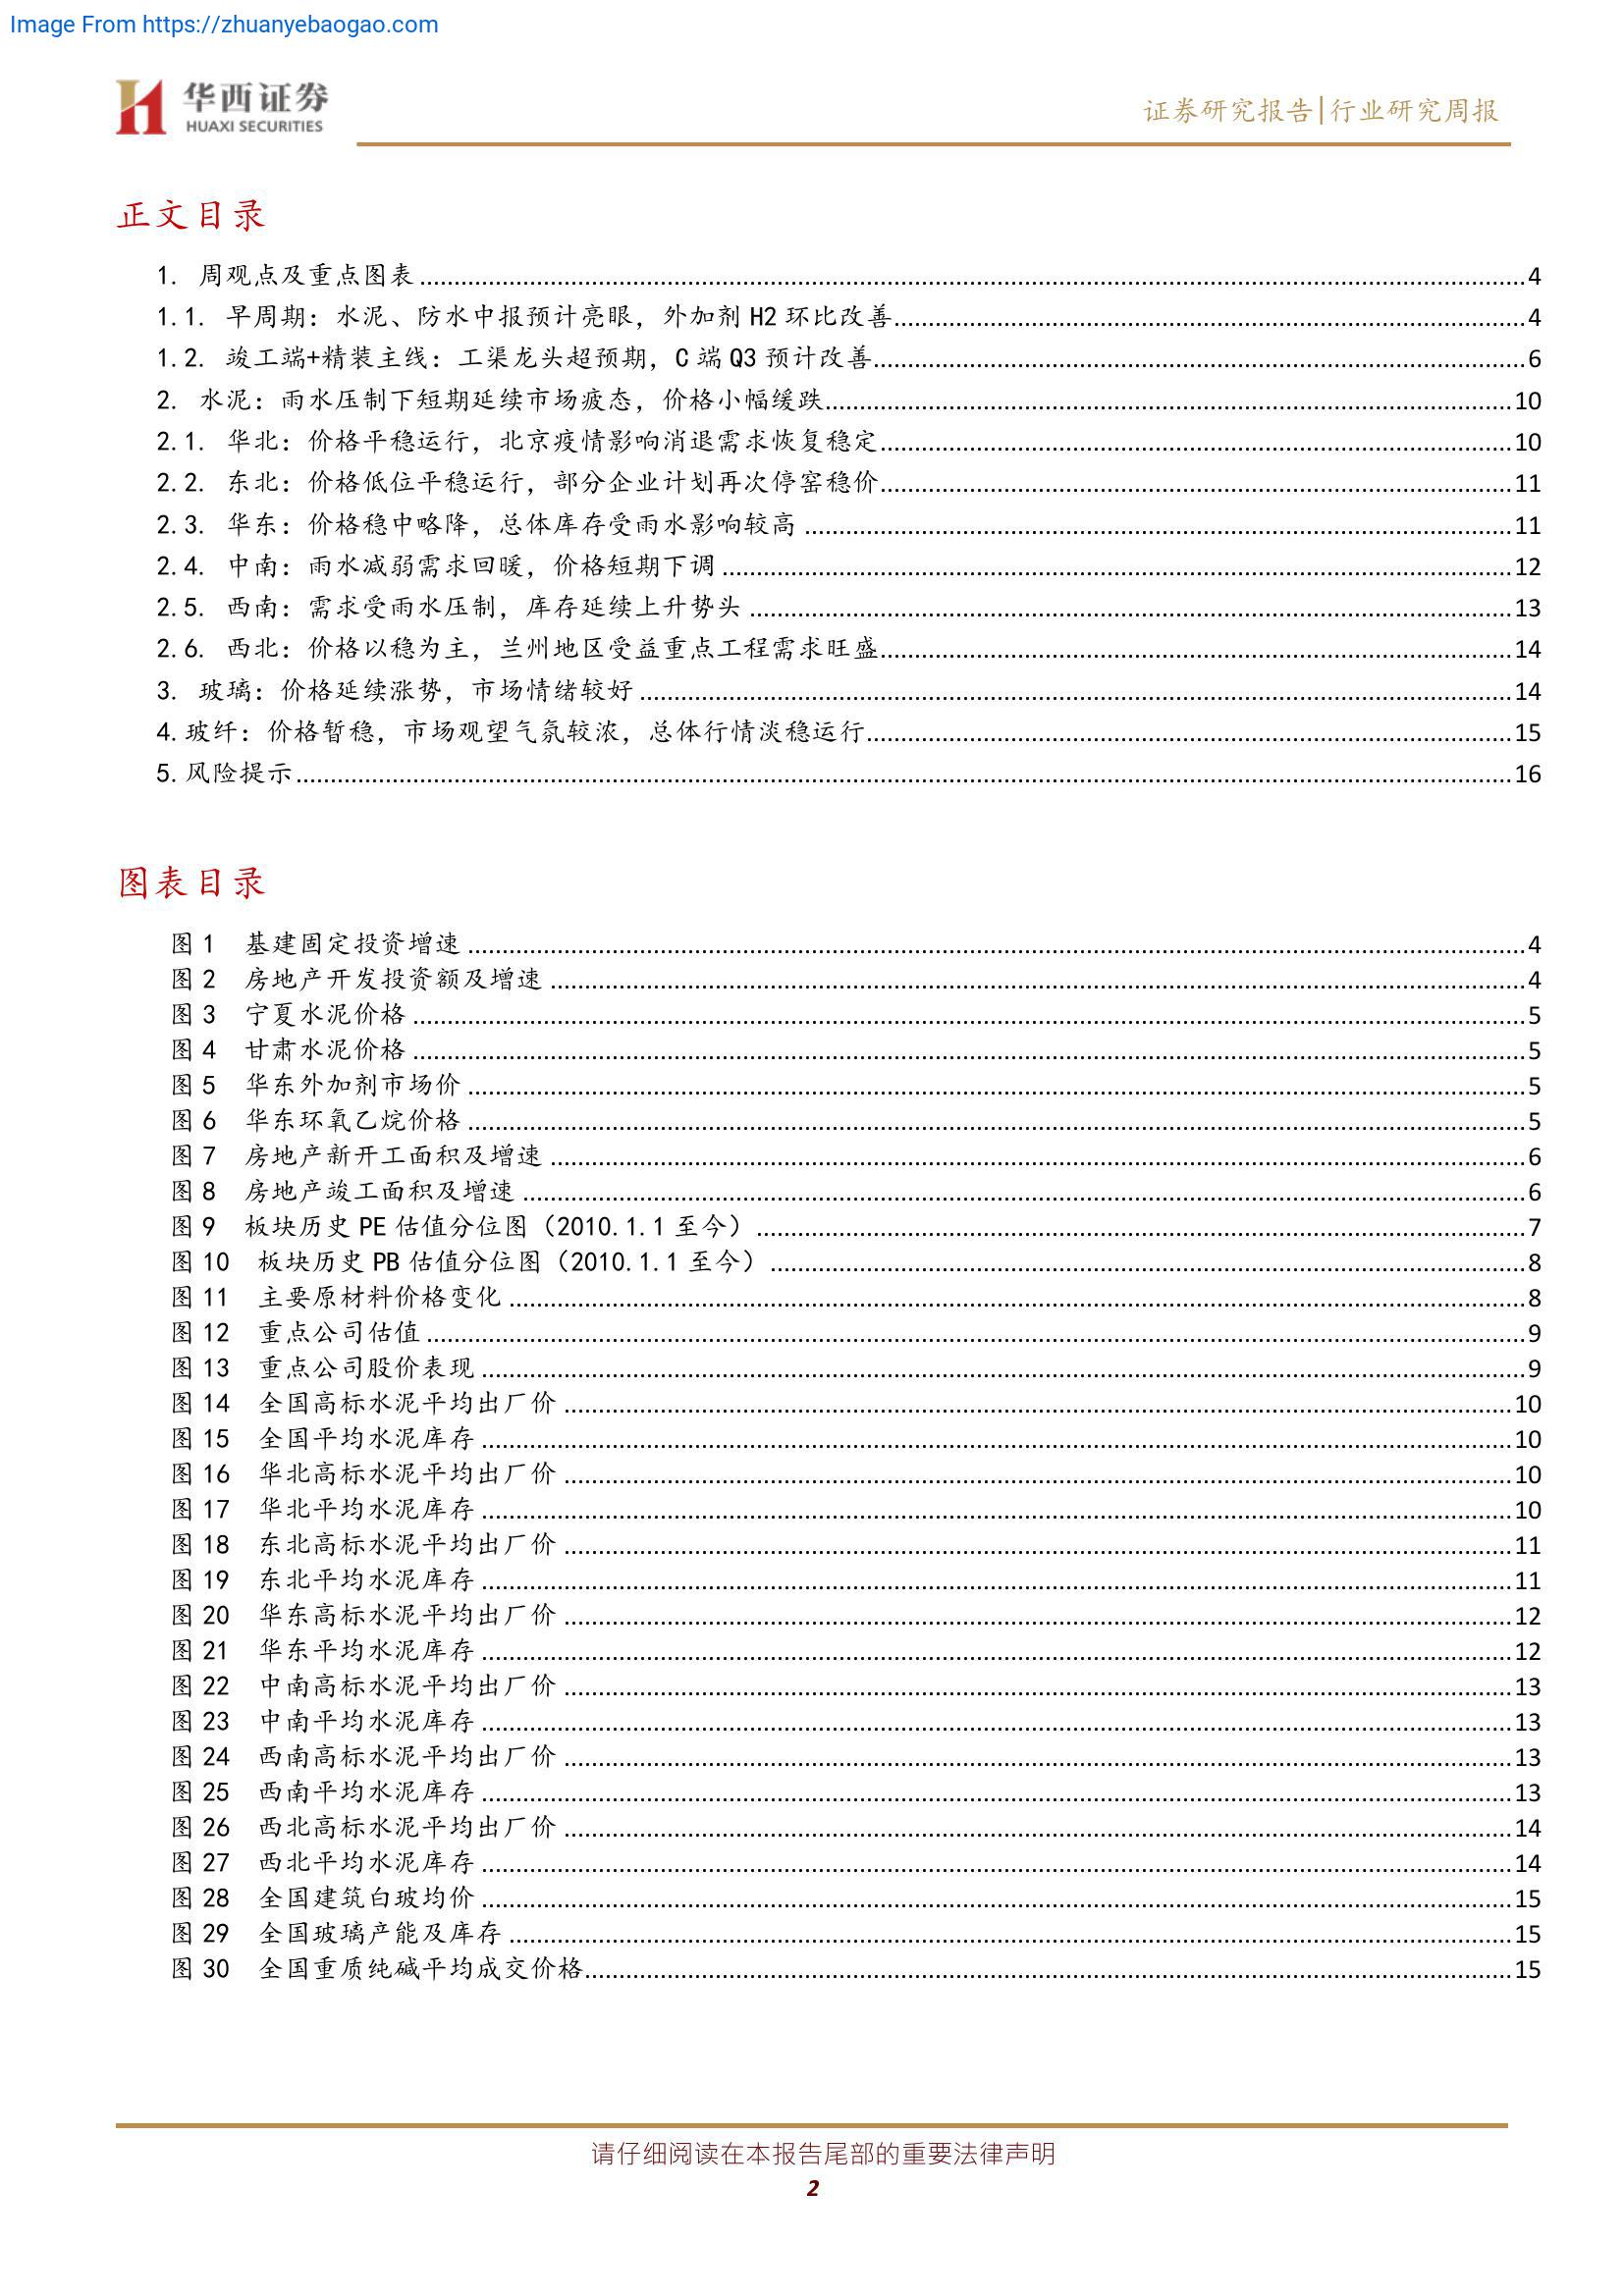 Image From https://zhuanyebaogao.com
华西证券
HUAXI SECURITIES
证券研究报告|行业研究周报
正文目录
1. 周观点及重点图表 4
1.1. 早周期：水泥、防水中报预计亮眼，外加剂 H2 环比改善 4
1.2. 竣工端+精装主线：工渠龙头超预期，C 端 Q3 预计改善 6
2. 水泥：雨水压制下短期延续市场疲态，价格小幅缓跌 10
2.1. 华北：价格平稳运行，北京疫情影响消退需求恢复稳定 10
2.2. 东北：价格低位平稳运行，部分企业计划再次停窑稳价 11
2.3. 华东：价格稳中略降，总体库存受雨水影响较高 11
2.4. 中南：雨水减弱需求回暖，价格短期下调 12
2.5. 西南：需求受雨水压制，库存延续上升势头 13
2.6. 西北：价格以稳为主，兰州地区受益重点工程需求旺盛 14
3. 玻璃：价格延续涨势，市场情绪较好 14
4.玻纤：价格暂稳，市场观望气氛较浓，总体行情淡稳运行 15
5.风险提示 16
图表目录
图 1 基建固定投资增速 4
图 2 房地产开发投资额及增速 4
图 3 宁夏水泥价格 5
图 4 甘肃水泥价格 5
图 5 华东外加剂市场价 5
图 6 华东环氧乙烷价格 5
图 7 房地产新开工面积及增速 6
图 8 房地产竣工面积及增速 6
图 9 板块历史 PE 估值分位图（2010.1.1 至今） 7
图 10 板块历史 PB 估值分位图（2010.1.1 至今） 8
图 11 主要原材料价格变化 8
图 12 重点公司估值 9
图 13 重点公司股价表现 9
图 14 全国高标水泥平均出厂价 10
图 15 全国平均水泥库存 10
图 16 华北高标水泥平均出厂价 10
图 17 华北平均水泥库存 10
图 18 东北高标水泥平均出厂价 11
图 19 东北平均水泥库存 11
图 20 华东高标水泥平均出厂价 12
图 21 华东平均水泥库存 12
图 22 中南高标水泥平均出厂价 13
图 23 中南平均水泥库存 13
图 24 西南高标水泥平均出厂价 13
图 25 西南平均水泥库存 13
图 26 西北高标水泥平均出厂价 14
图 27 西北平均水泥库存 14
图 28 全国建筑白玻均价 15
图 29 全国玻璃产能及库存 15
图 30 全国重质纯碱平均成交价格 15
请仔细阅读在本报告尾部的重要法律声明
2